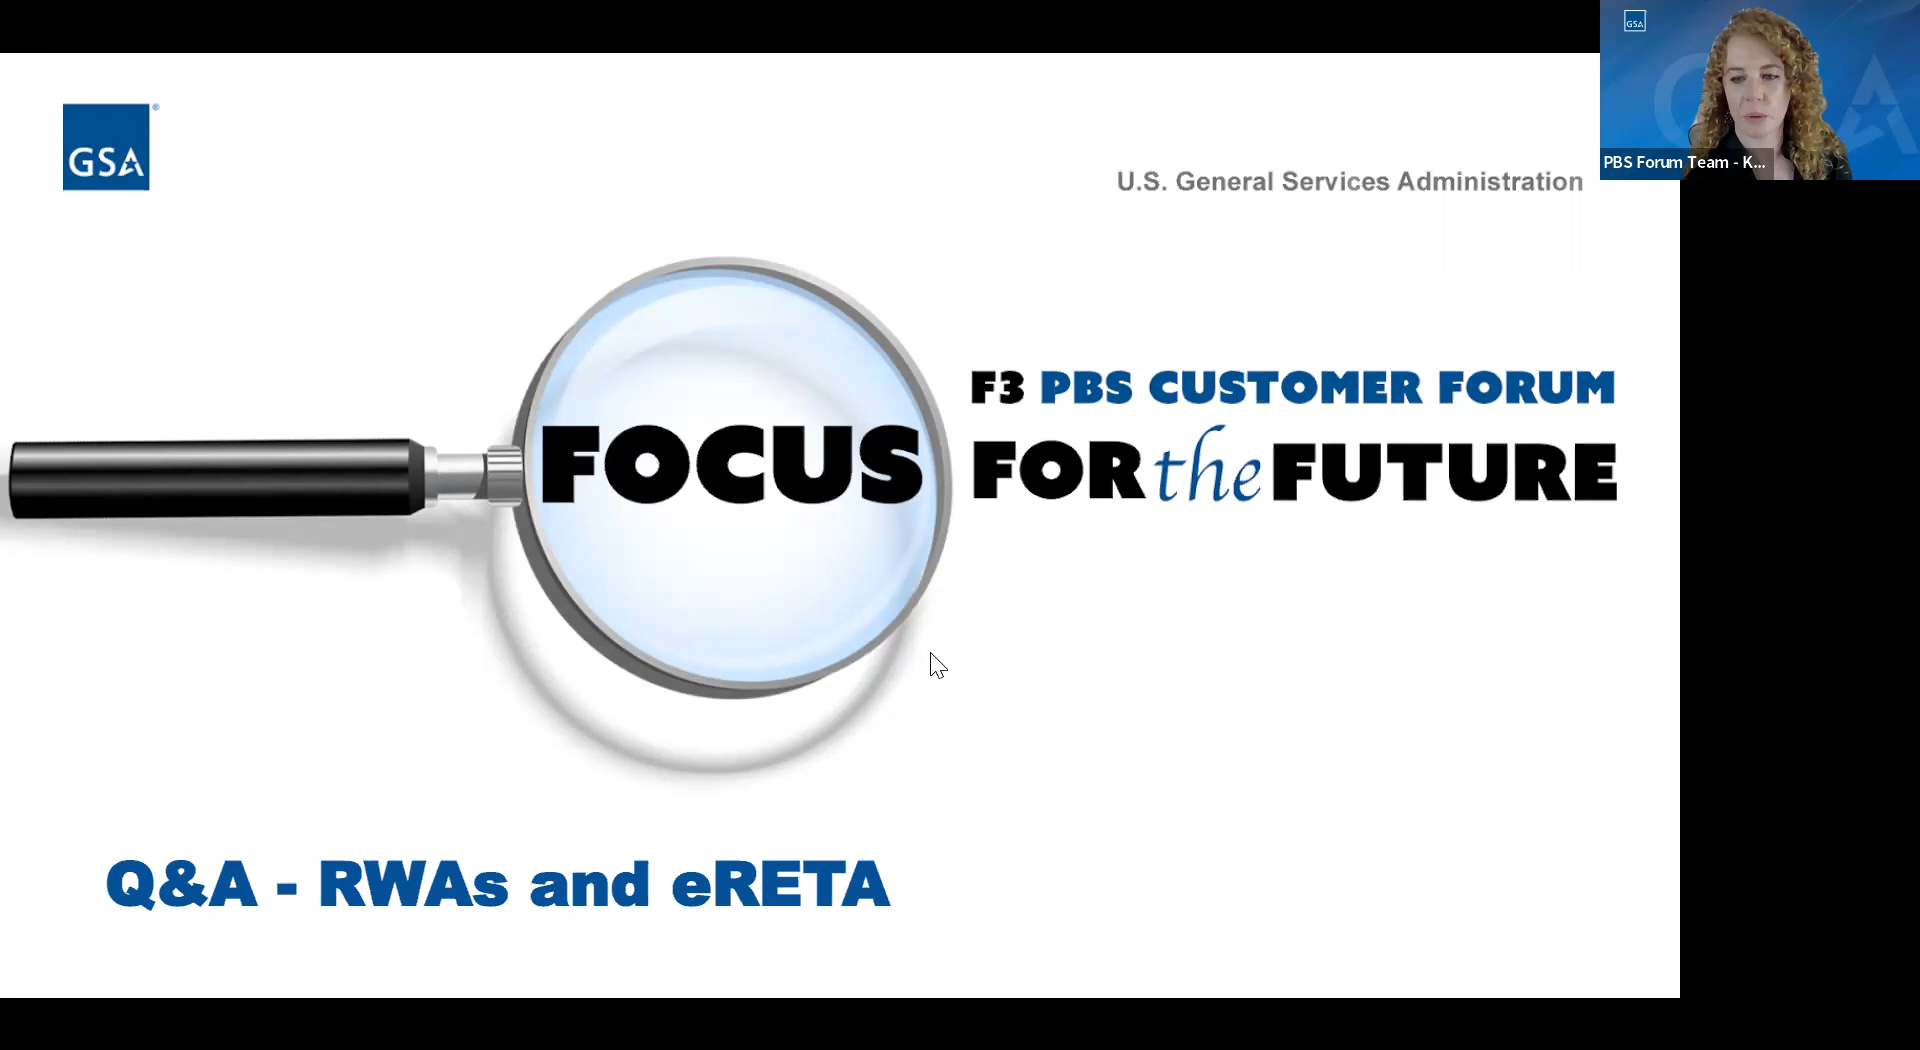 GSA
PBS Forum Team - K...
GSA®
U.S. General Services Administration
F3 PBS CUSTOMER FORUM
FOCUS FOR the FUTURE
Q&A - RWAs and eRETA